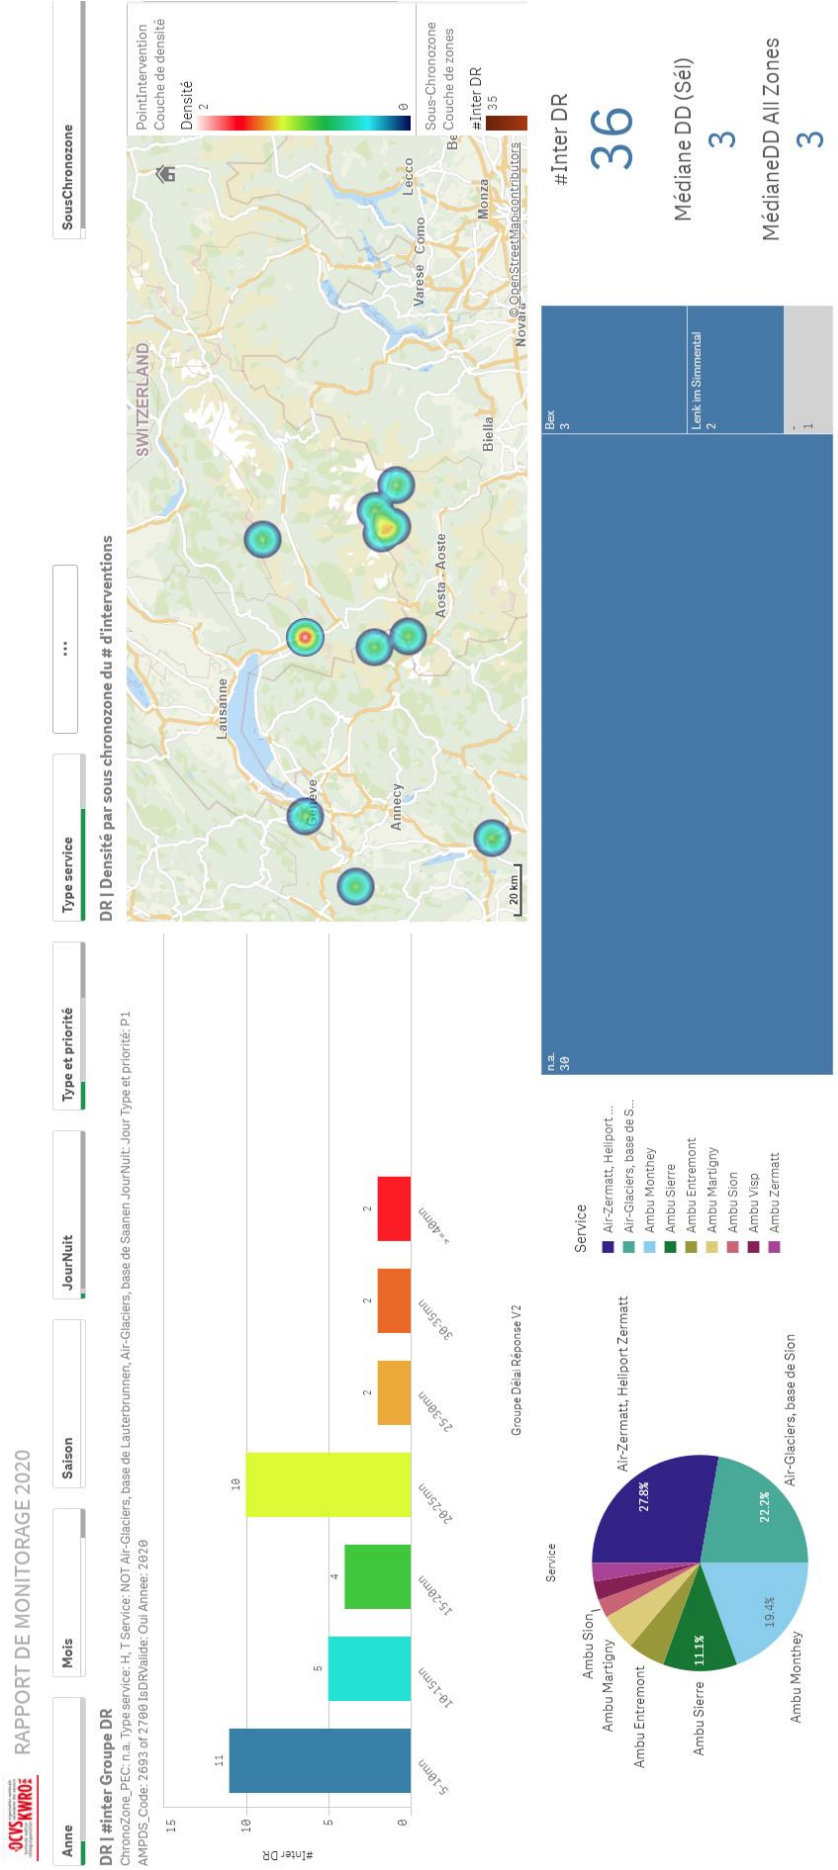 OCVS
KWRO
RAPPORT DE MONITORAGE 2020
Anne
Mois
Saison
JourNuit
Type et priorité
Type service
...
SousChronozone
DR | #inter Groupe DR
ChronoZone_PEC: n.a. Type service: H, T Service: NOT Air-Glaciers, base de Lauterbrunnen, Air-Glaciers, base de Saanen JourNuit: Jour Type et priorité: P1
AMPDS_Code: 2693 of 2700 IsDRValide: Oui Annee: 2020
#Inter DR
15
10
5
0
11
5
4
10
2
2
2
5-10mn
10-15mn
15-20mn
20-25mn
25-30mn
30-35mn
>=40mn
Groupe Délai Réponse V2
DR | Densité par sous chronozone du # d'interventions
SWITZERLAND
Lausanne
Genève
Annecy
Aosta - Aoste
Biella
Novara
Varese
Como
Lecco
Monza
Be
20 km
© OpenStreetMap contributors
PointIntervention
Couche de densité
Densité
2
0
Sous-Chronozone
Couche de zones
#Inter DR
35
Service
Air-Zermatt, Heliport Zermatt
27.8%
Air-Glaciers, base de Sion
22.2%
Ambu Monthey
19.4%
Ambu Sierre
11.1%
Ambu Entremont
Ambu Martigny
Ambu Sion
Service
Air-Zermatt, Heliport ...
Air-Glaciers, base de S...
Ambu Monthey
Ambu Sierre
Ambu Entremont
Ambu Martigny
Ambu Sion
Ambu Visp
Ambu Zermatt
n.a.
30
Bex
3
Lenk im Simmental
2
-
1
#Inter DR
36
Médiane DD (Sél)
3
MédianeDD All Zones
3